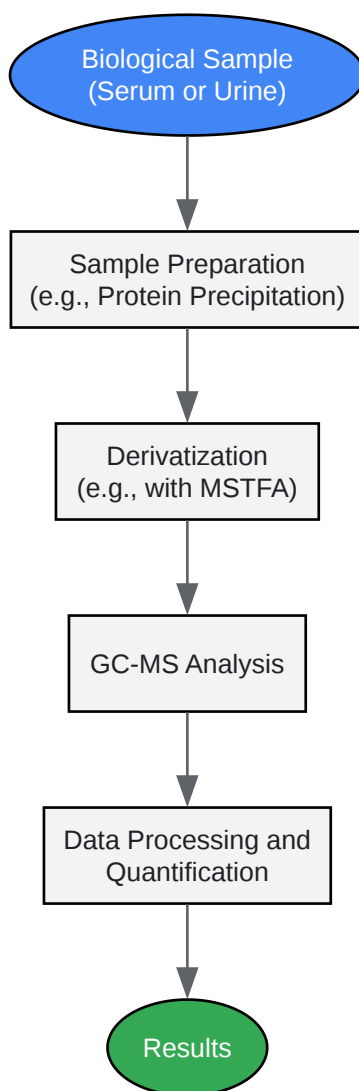 Biological Sample
(Serum or Urine)
Sample Preparation
(e.g., Protein Precipitation)
Derivatization
(e.g., with MSTFA)
GC-MS Analysis
Data Processing and
Quantification
Results